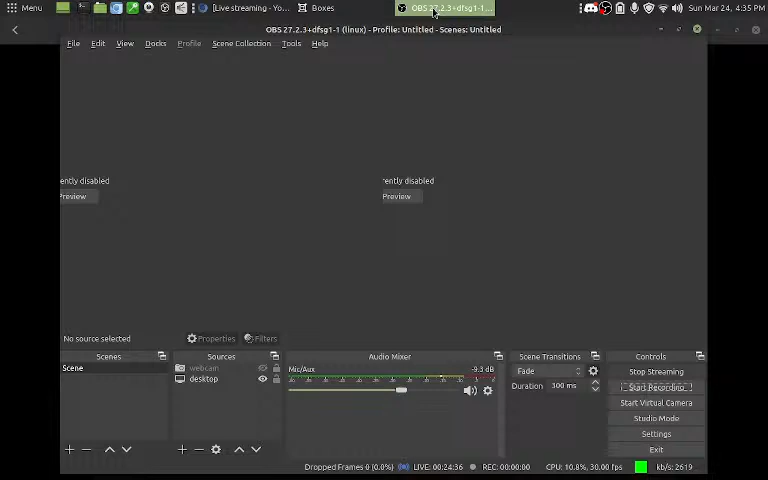 Menu
[Live streaming - Yo...
Boxes
OBS 27.2.3+dfsg1-1 ...
Sun Mar 24, 4:35 PM
OBS 27.2.3+dfsg1-1 (linux) - Profile: Untitled - Scenes: Untitled
File Edit View Docks Profile Scene Collection Tools Help
ently disabled
Preview
rently disabled
Preview
No source selected
Properties
Filters
Scenes
Scene
Sources
webcam
desktop
Audio Mixer
Mic/Aux
-9.3 dB
Scene Transitions
Fade
Duration 300 ms
Controls
Stop Streaming
Start Recording
Start Virtual Camera
Studio Mode
Settings
Exit
Dropped Frames 0 (0.0%) LIVE: 00:24:36 REC: 00:00:00 CPU: 10.8%, 30.00 fps kb/s: 2619